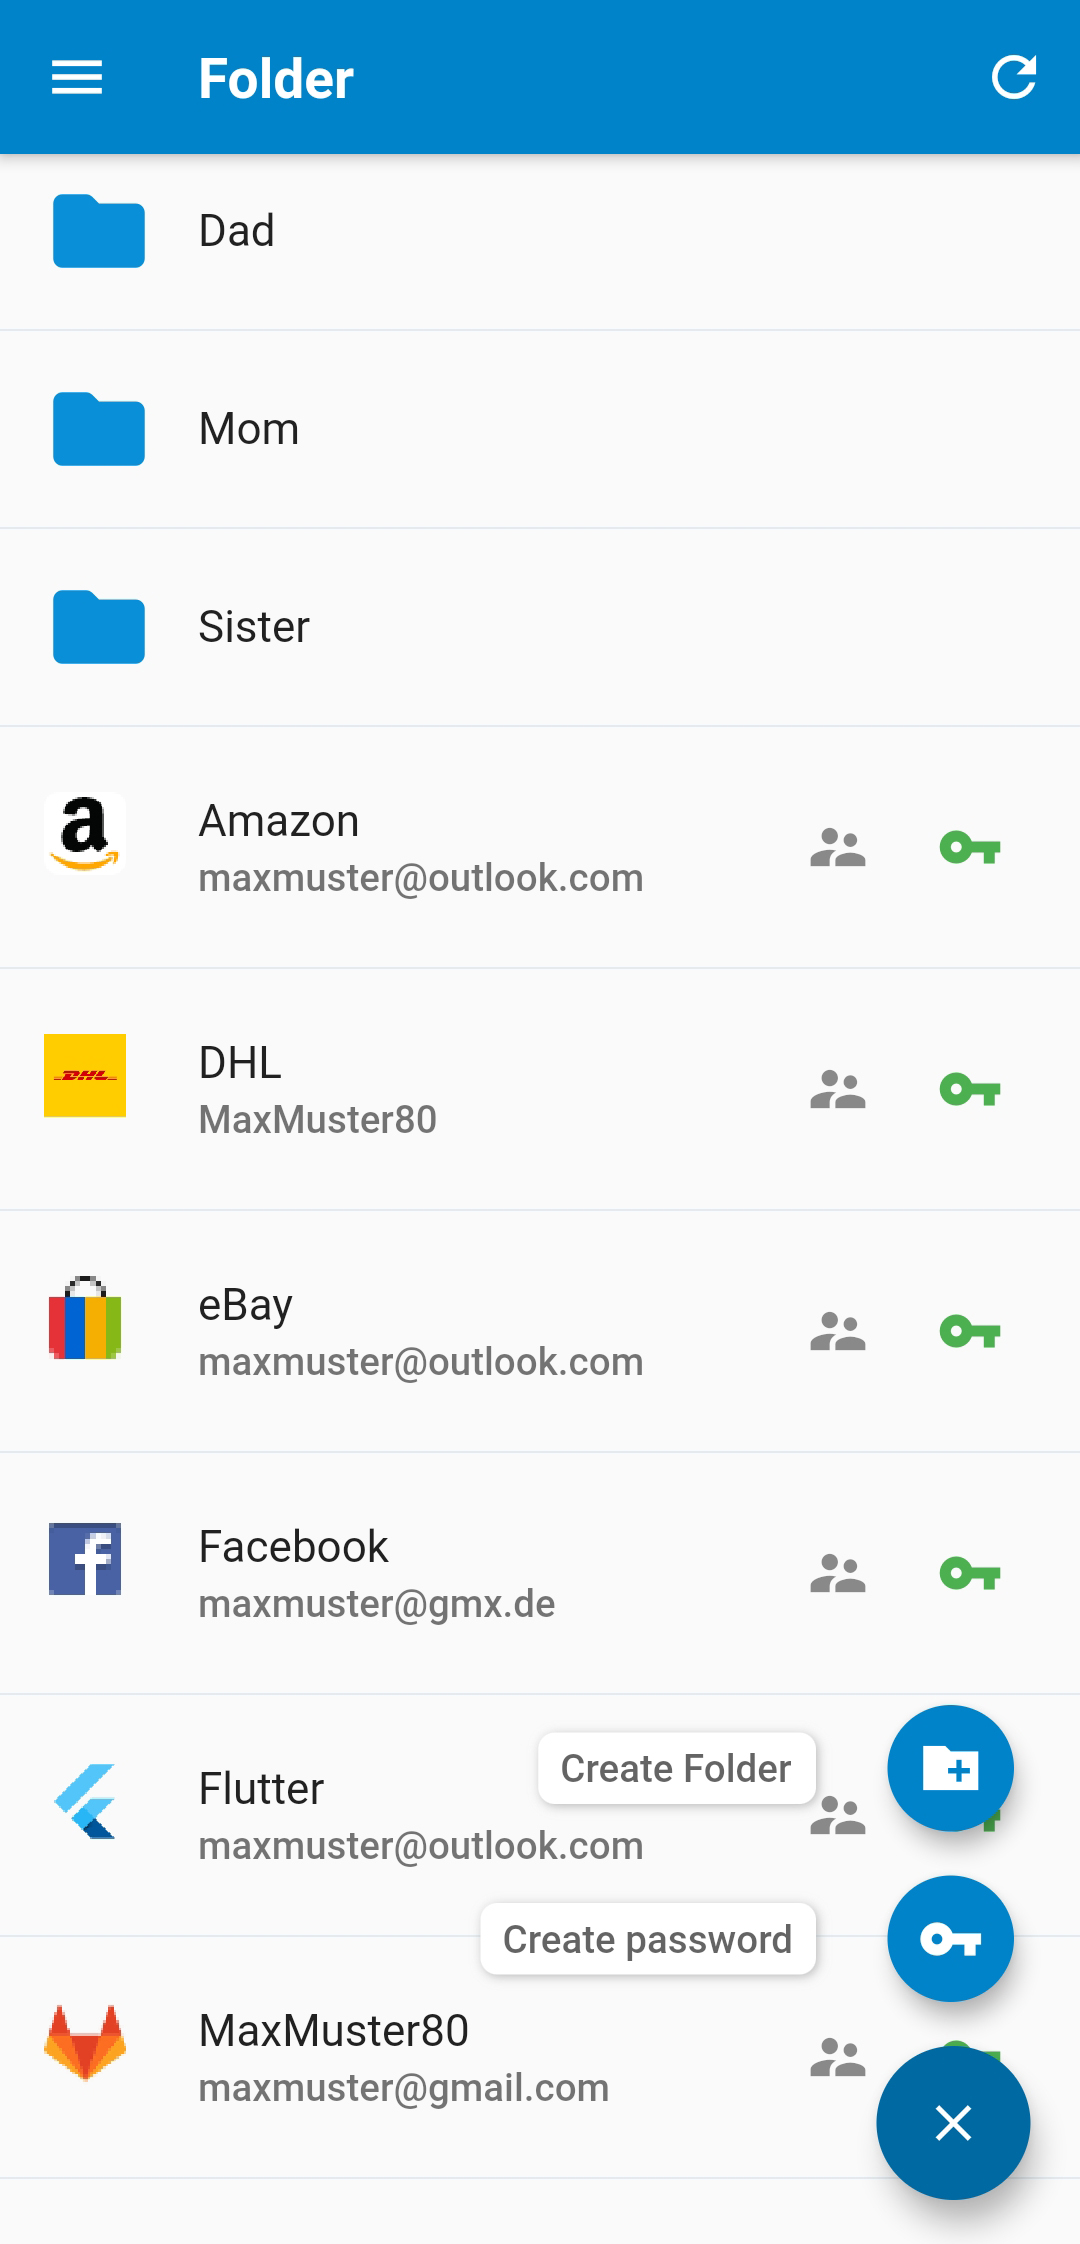 Folder
Dad
Mom
Sister
a
Amazon
maxmuster@outlook.com
DHL
DHL
MaxMuster80
eBay
maxmuster@outlook.com
f
Facebook
maxmuster@gmx.de
Create Folder
Flutter
maxmuster@outlook.com
Create password
MaxMuster80
maxmuster@gmail.com